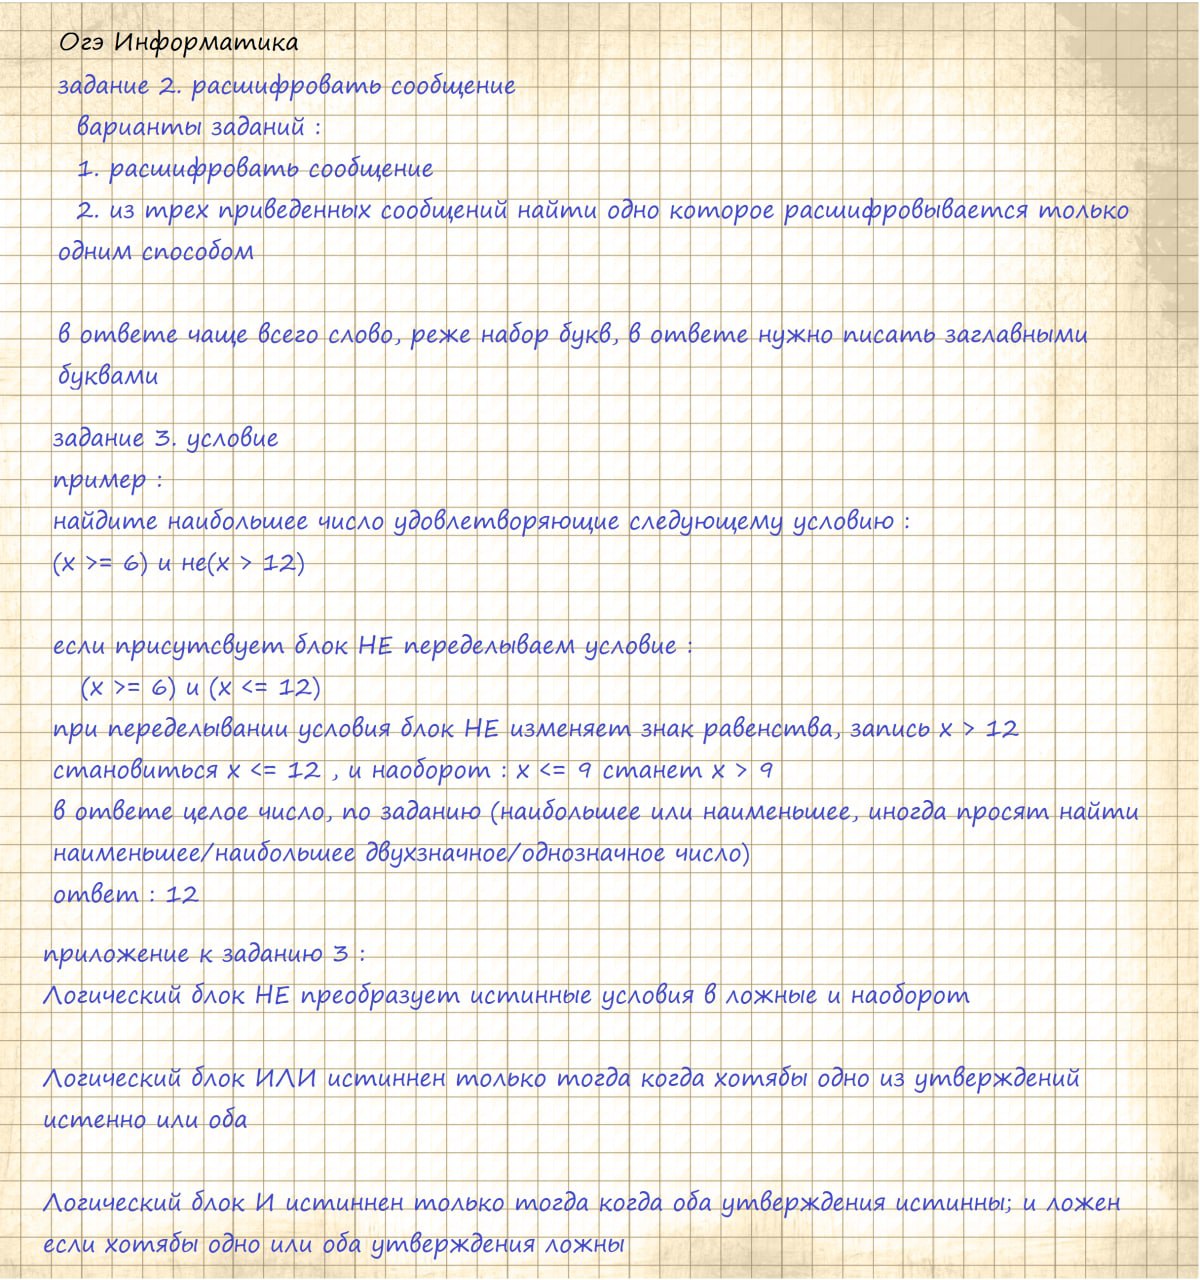 Огэ Информатика
задание 2. расшифровать сообщение
варианты заданий :
1. расшифровать сообщение
2. из трех приведенных сообщений найти одно которое расшифровывается только
одним способом
в ответе чаще всего слово, реже набор букв, в ответе нужно писать заглавными
буквами
задание 3. условие
пример :
найдите наибольшее число удовлетворяющие следующему условию :
(x >= 6) и не(x > 12)
если присутсвует блок НЕ переделываем условие :
(x >= 6) и (x <= 12)
при переделывании условия блок НЕ изменяет знак равенства, запись x > 12
становиться x <= 12 , и наоборот : x <= 9 станет x > 9
в ответе целое число, по заданию (наибольшее или наименьшее, иногда просят найти
наименьшее/наибольшее двухзначное/однозначное число)
ответ : 12
приложение к заданию 3 :
Логический блок НЕ преобразует истинные условия в ложные и наоборот
Логический блок ИЛИ истиннен только тогда когда хотябы одно из утверждений
истенно или оба
Логический блок И истиннен только тогда когда оба утверждения истинны; и ложен
если хотябы одно или оба утверждения ложны